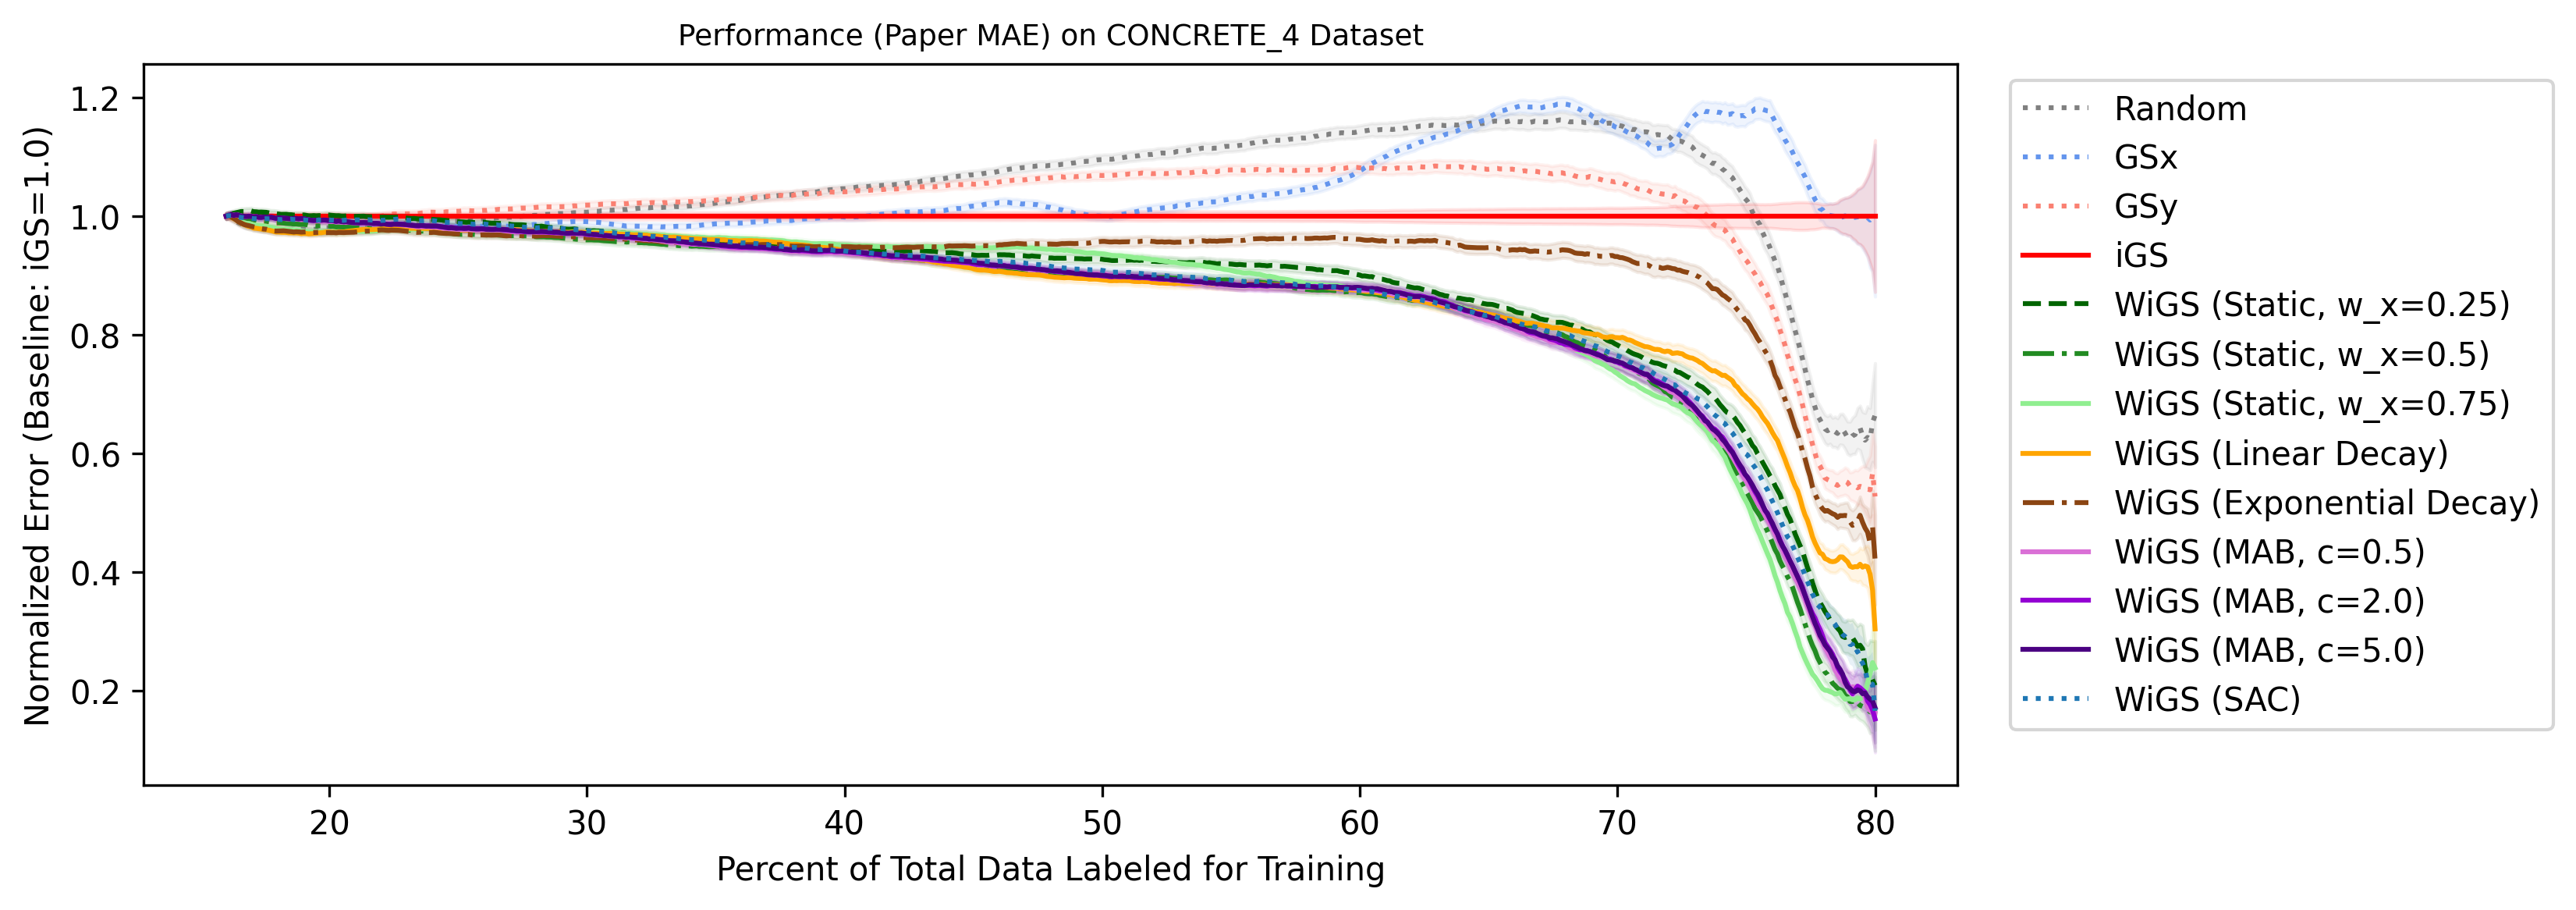 Performance (Paper MAE) on CONCRETE_4 Dataset
Normalized Error (Baseline: iGS=1.0)
1.2
1.0
0.8
0.6
0.4
0.2
20 30 40 50 60 70 80
Percent of Total Data Labeled for Training
Random
GSx
GSy
iGS
WiGS (Static, w_x=0.25)
WiGS (Static, w_x=0.5)
WiGS (Static, w_x=0.75)
WiGS (Linear Decay)
WiGS (Exponential Decay)
WiGS (MAB, c=0.5)
WiGS (MAB, c=2.0)
WiGS (MAB, c=5.0)
WiGS (SAC)